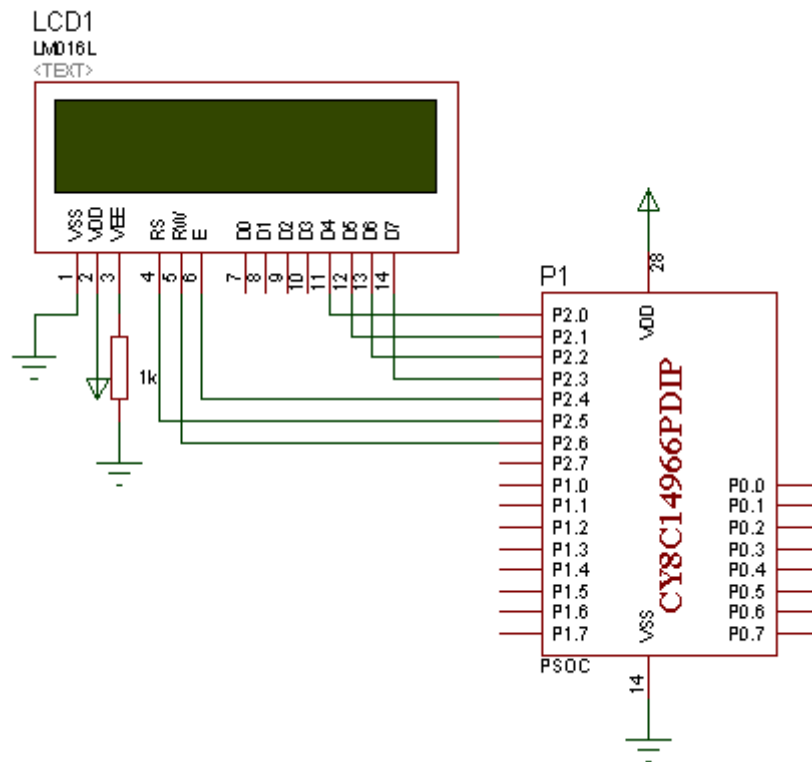 LCD1
LM016L
<TEXT>
VSS
VDD
VEE
RS
RW
E
D0
D1
D2
D3
D4
D5
D6
D7
1
2
3
4
5
6
7
8
9
10
11
12
13
14
1k
P1
28
VDD
P2.0
P2.1
P2.2
P2.3
P2.4
P2.5
P2.6
P2.7
P1.0
P1.1
P1.2
P1.3
P1.4
P1.5
P1.6
P1.7
CY8C14966PDIP
P0.0
P0.1
P0.2
P0.3
P0.4
P0.5
P0.6
P0.7
VSS
PSOC
14